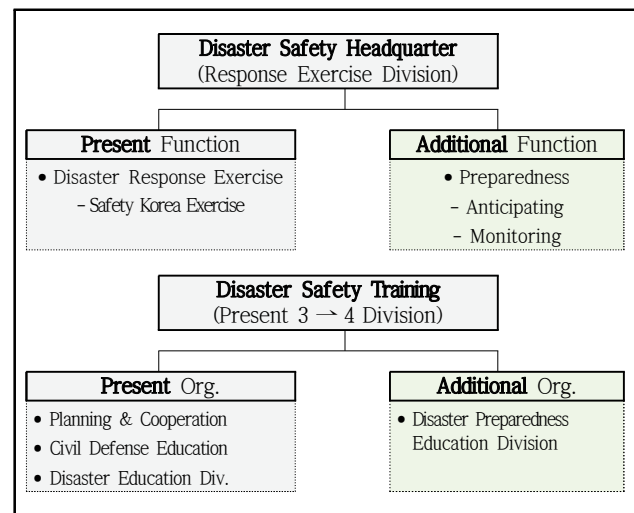 Disaster Safety Headquarter
(Response Exercise Division)
Present Function
• Disaster Response Exercise
- Safety Korea Exercise
Additional Function
• Preparedness
- Anticipating
- Monitoring
Disaster Safety Training
(Present 3 → 4 Division)
Present Org.
• Planning & Cooperation
• Civil Defense Education
• Disaster Education Div.
Additional Org.
• Disaster Preparedness
Education Division